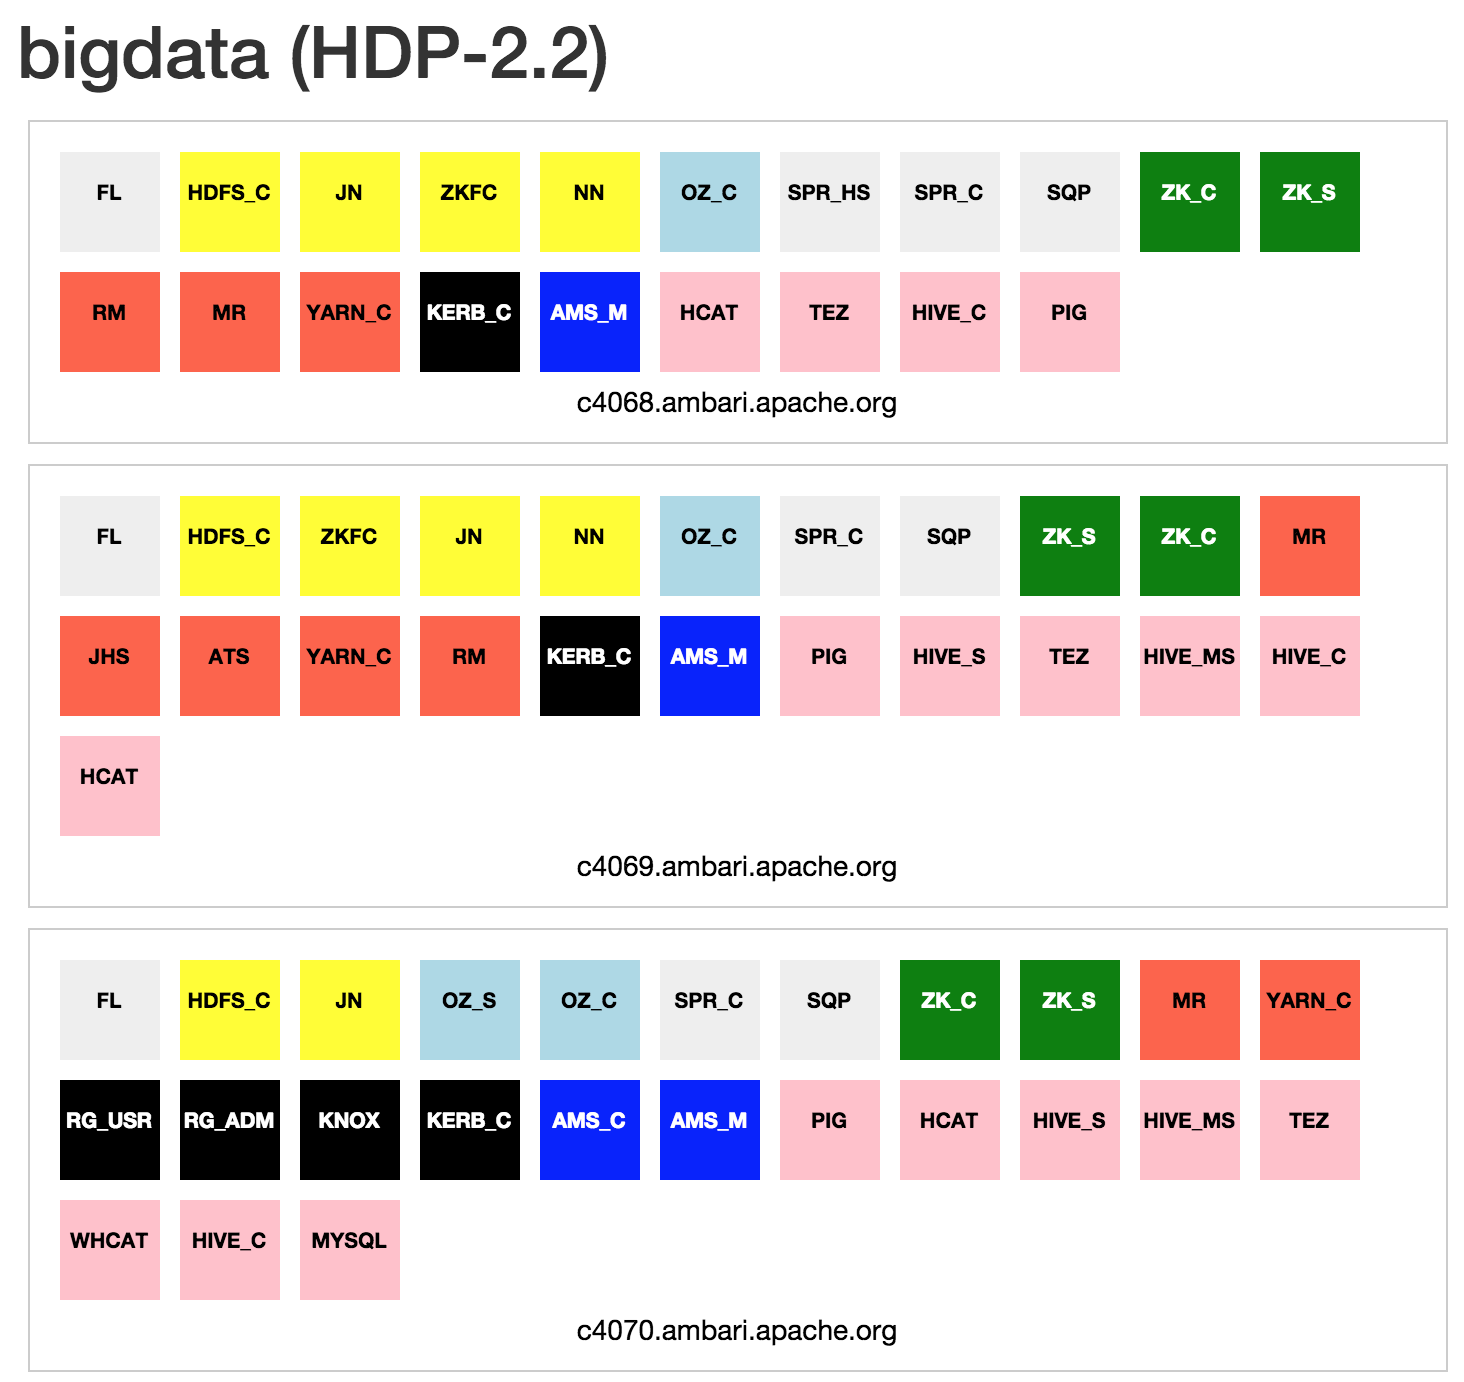 bigdata (HDP-2.2)
FL HDFS_C JN ZKFC NN OZ_C SPR_HS SPR_C SQP ZK_C ZK_S
RM MR YARN_C KERB_C AMS_M HCAT TEZ HIVE_C PIG
c4068.ambari.apache.org
FL HDFS_C ZKFC JN NN OZ_C SPR_C SQP ZK_S ZK_C MR
JHS ATS YARN_C RM KERB_C AMS_M PIG HIVE_S TEZ HIVE_MS HIVE_C
HCAT
c4069.ambari.apache.org
FL HDFS_C JN OZ_S OZ_C SPR_C SQP ZK_C ZK_S MR YARN_C
RG_USR RG_ADM KNOX KERB_C AMS_C AMS_M PIG HCAT HIVE_S HIVE_MS TEZ
WHCAT HIVE_C MYSQL
c4070.ambari.apache.org